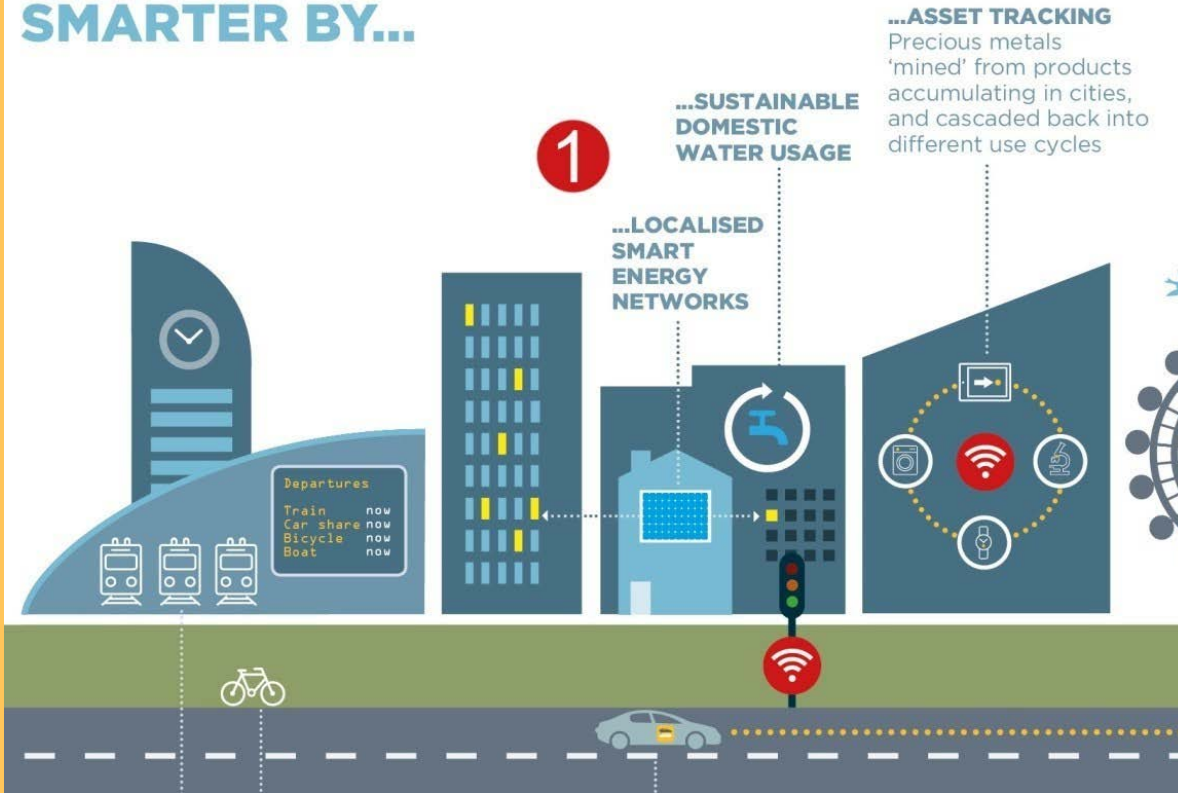 SMARTER BY...
1
...LOCALISED
SMART
ENERGY
NETWORKS
...SUSTAINABLE
DOMESTIC
WATER USAGE
...ASSET TRACKING
Precious metals
‘mined’ from products
accumulating in cities,
and cascaded back into
different use cycles
Departures
Train now
Car share now
Bicycle now
Boat now